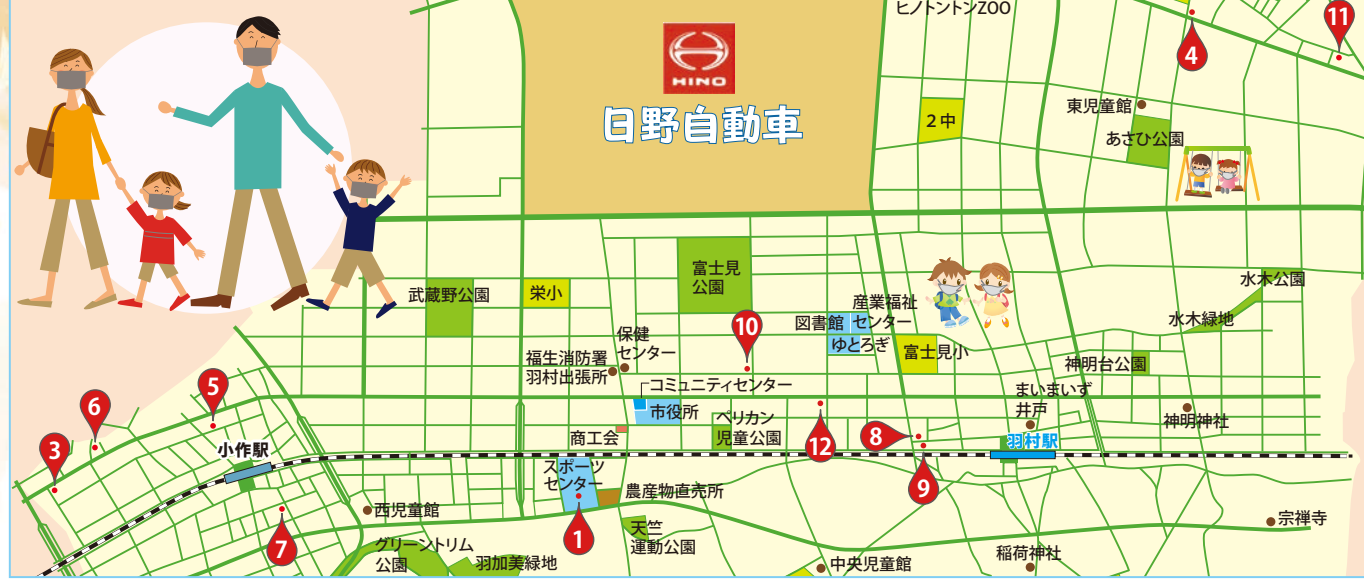 ヒノトントンZOO
11
4
HINO
日野自動車
2中
東児童館
あさひ公園
武蔵野公園
栄小
富士見
公園
水木公園
水木緑地
産業福祉
センター
図書館
ゆとろぎ
富士見小
10
保健
センター
福生消防署
羽村出張所
神明台公園
コミュニティセンター
市役所
まいまいず
井戸
神明神社
5
6
3
小作駅
商工会
ペリカン
児童公園
12
8
羽村駅
スポーツ
センター
農産物直売所
9
1
7
西児童館
天竺
運動公園
グリーントリム
公園
羽加美緑地
中央児童館
稲荷神社
宗禅寺